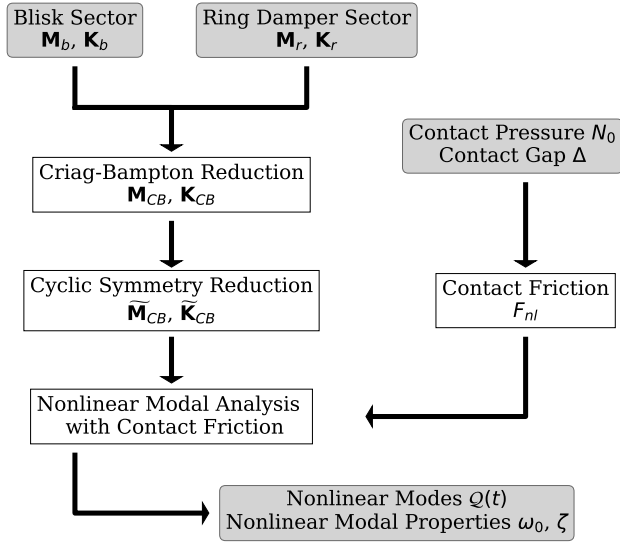 Blisk Sector
M_b, K_b
Ring Damper Sector
M_r, K_r
Contact Pressure N_0
Contact Gap Δ
Criag-Bampton Reduction
M_CB, K_CB
Cyclic Symmetry Reduction
M̃_CB, K̃_CB
Contact Friction
F_nl
Nonlinear Modal Analysis
with Contact Friction
Nonlinear Modes 𝒬(t)
Nonlinear Modal Properties ω_0, ζ